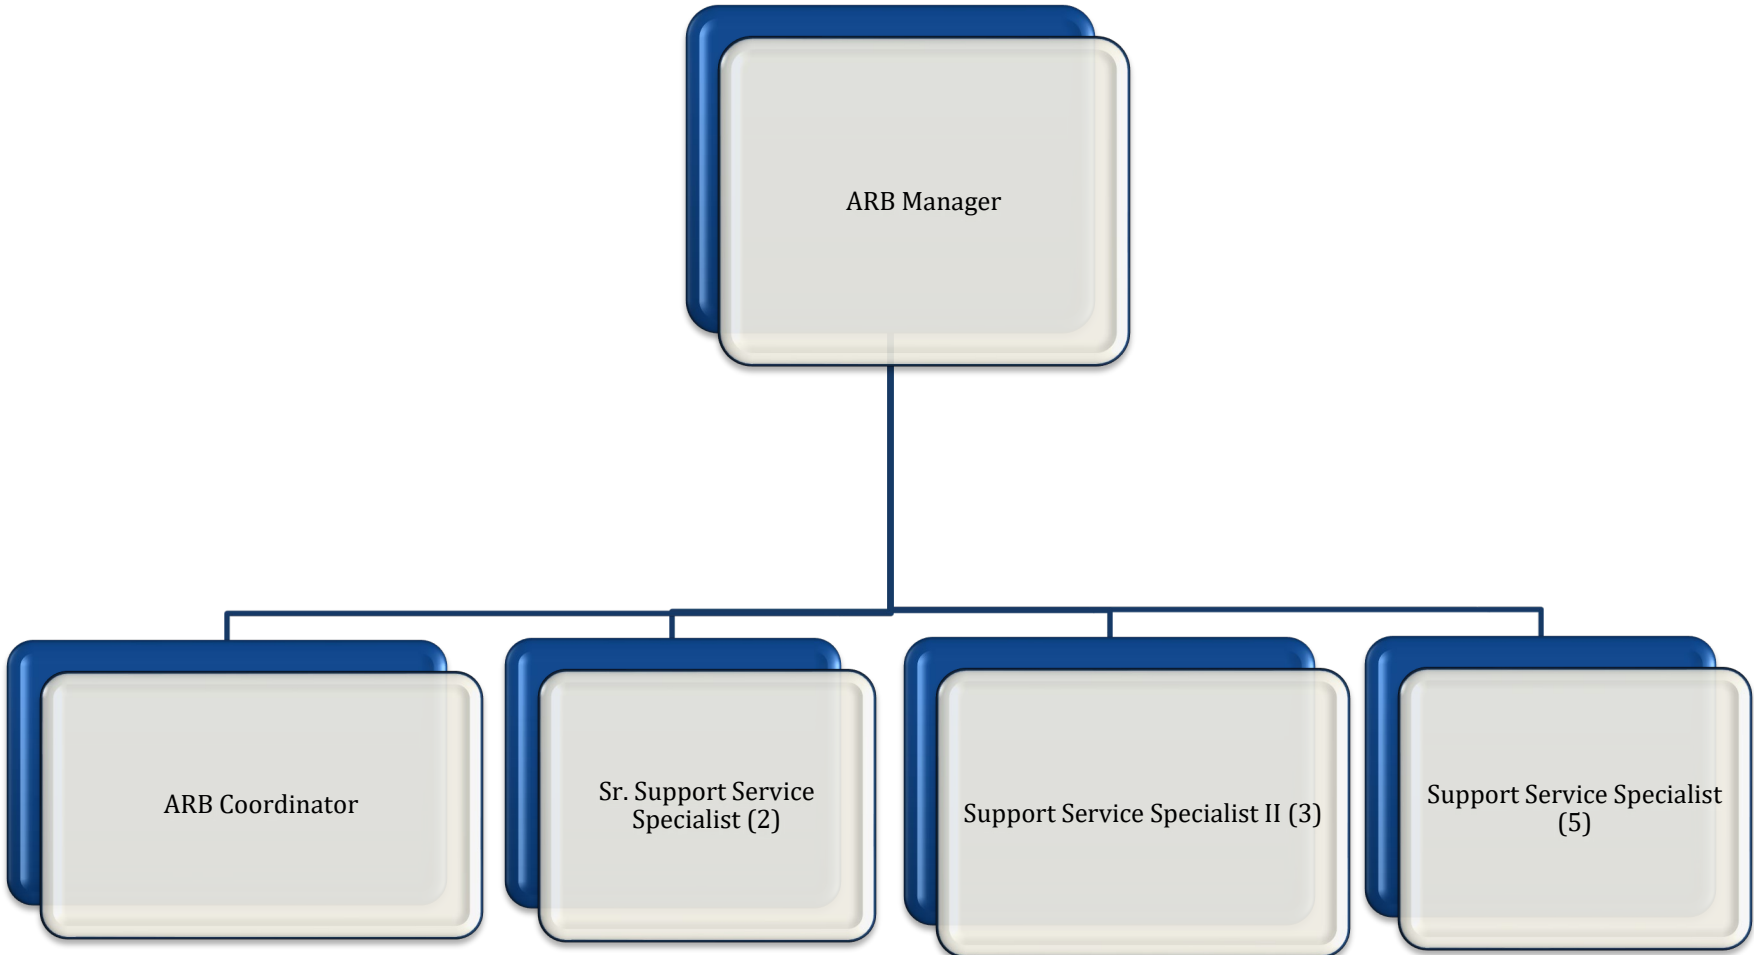 ARB Manager
ARB Coordinator
Sr. Support Service
Specialist (2)
Support Service Specialist II (3)
Support Service Specialist
(5)